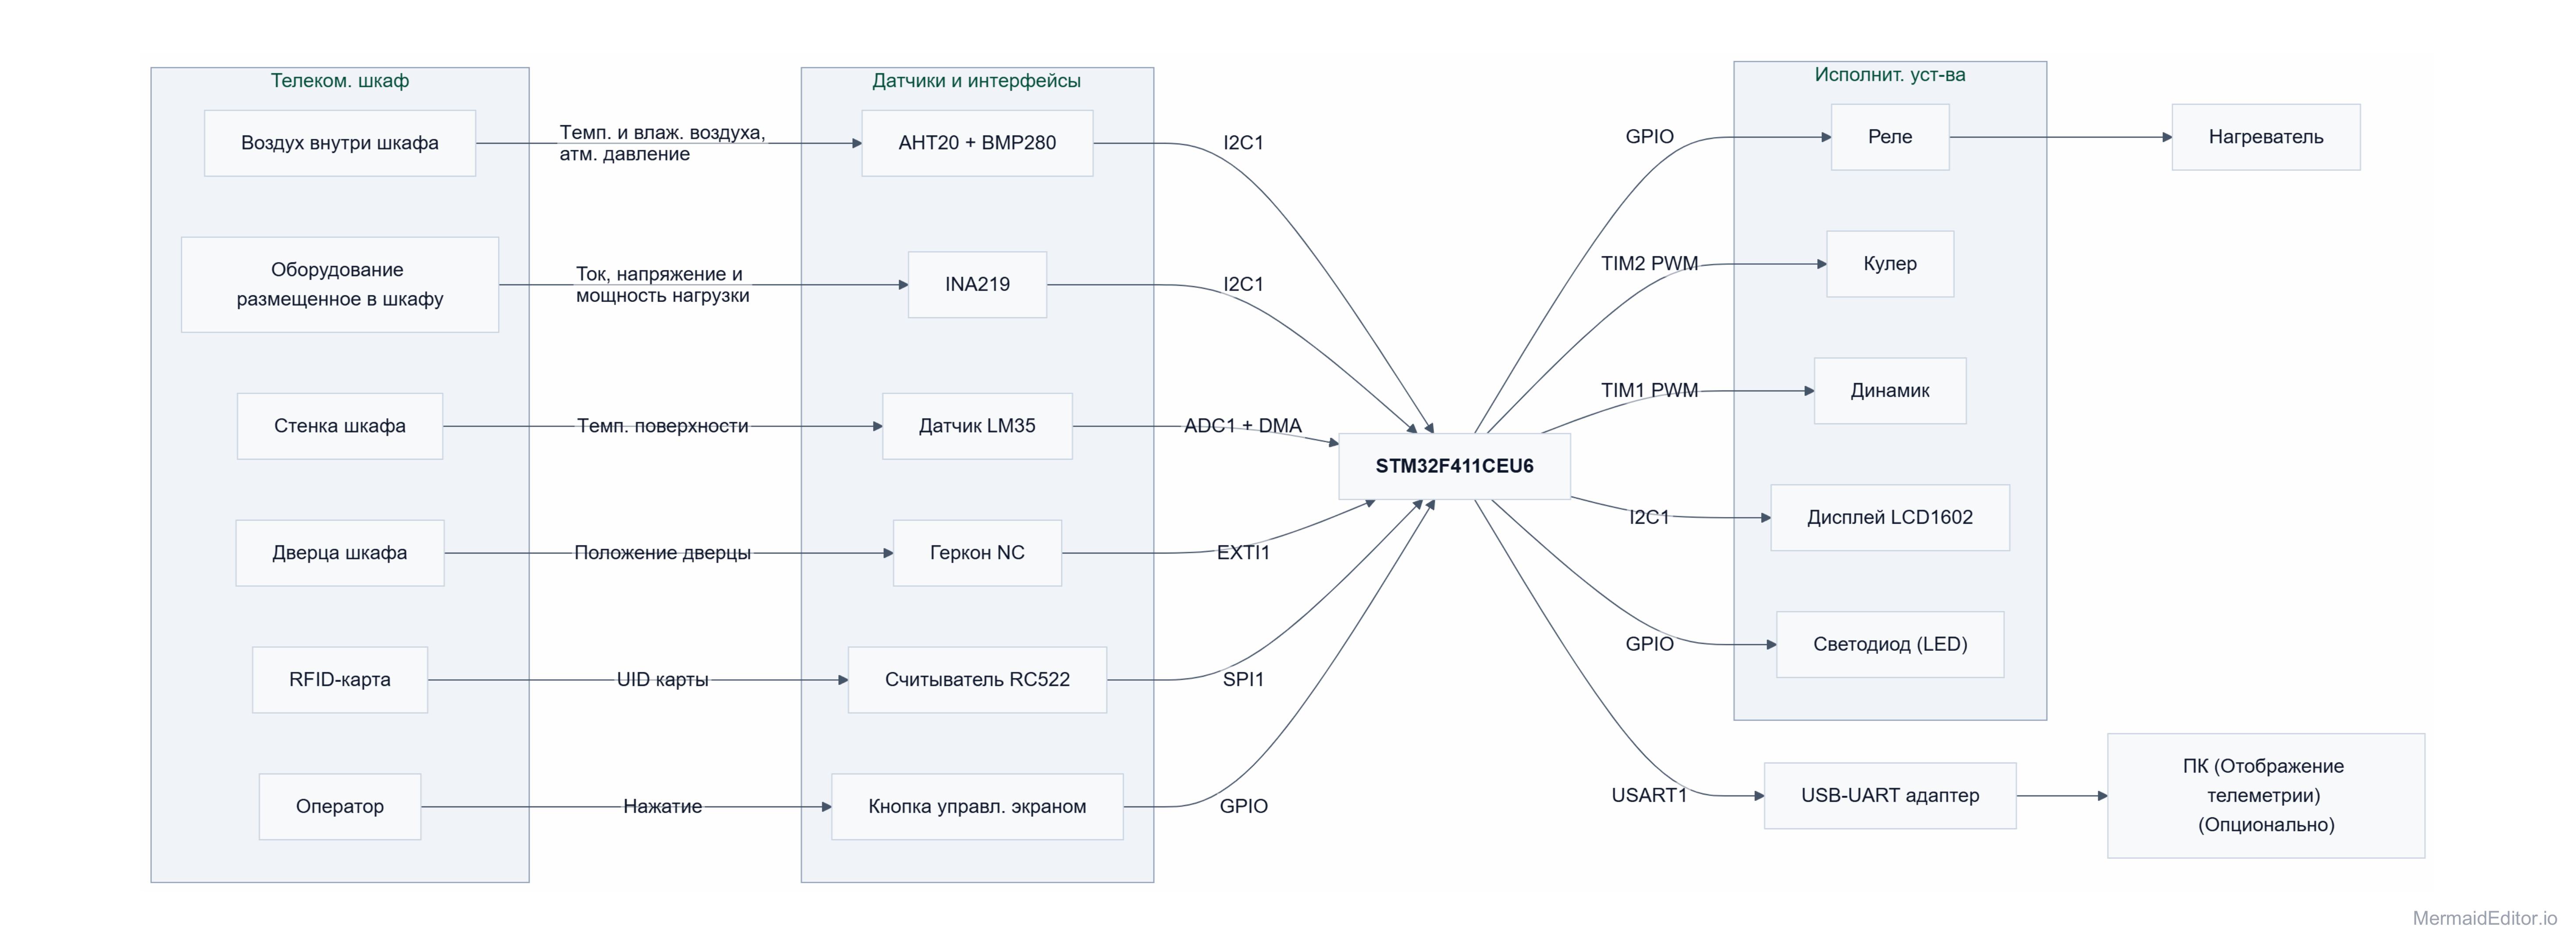 Телеком. шкаф
Воздух внутри шкафа
Оборудование
размещенное в шкафу
Стенка шкафа
Дверца шкафа
RFID-карта
Оператор
Темп. и влаж. воздуха,
атм. давление
Ток, напряжение и
мощность нагрузки
Темп. поверхности
Положение дверцы
UID карты
Нажатие
Датчики и интерфейсы
AHT20 + BMP280
INA219
Датчик LM35
Геркон NC
Считыватель RC522
Кнопка управл. экраном
I2C1
I2C1
ADC1 + DMA
EXTI1
SPI1
GPIO
STM32F411CEU6
GPIO
TIM2 PWM
TIM1 PWM
I2C1
GPIO
USART1
Исполнит. уст-ва
Реле
Кулер
Динамик
Дисплей LCD1602
Светодиод (LED)
USB-UART адаптер
Нагреватель
ПК (Отображение
телеметрии)
(Опционально)
MermaidEditor.io